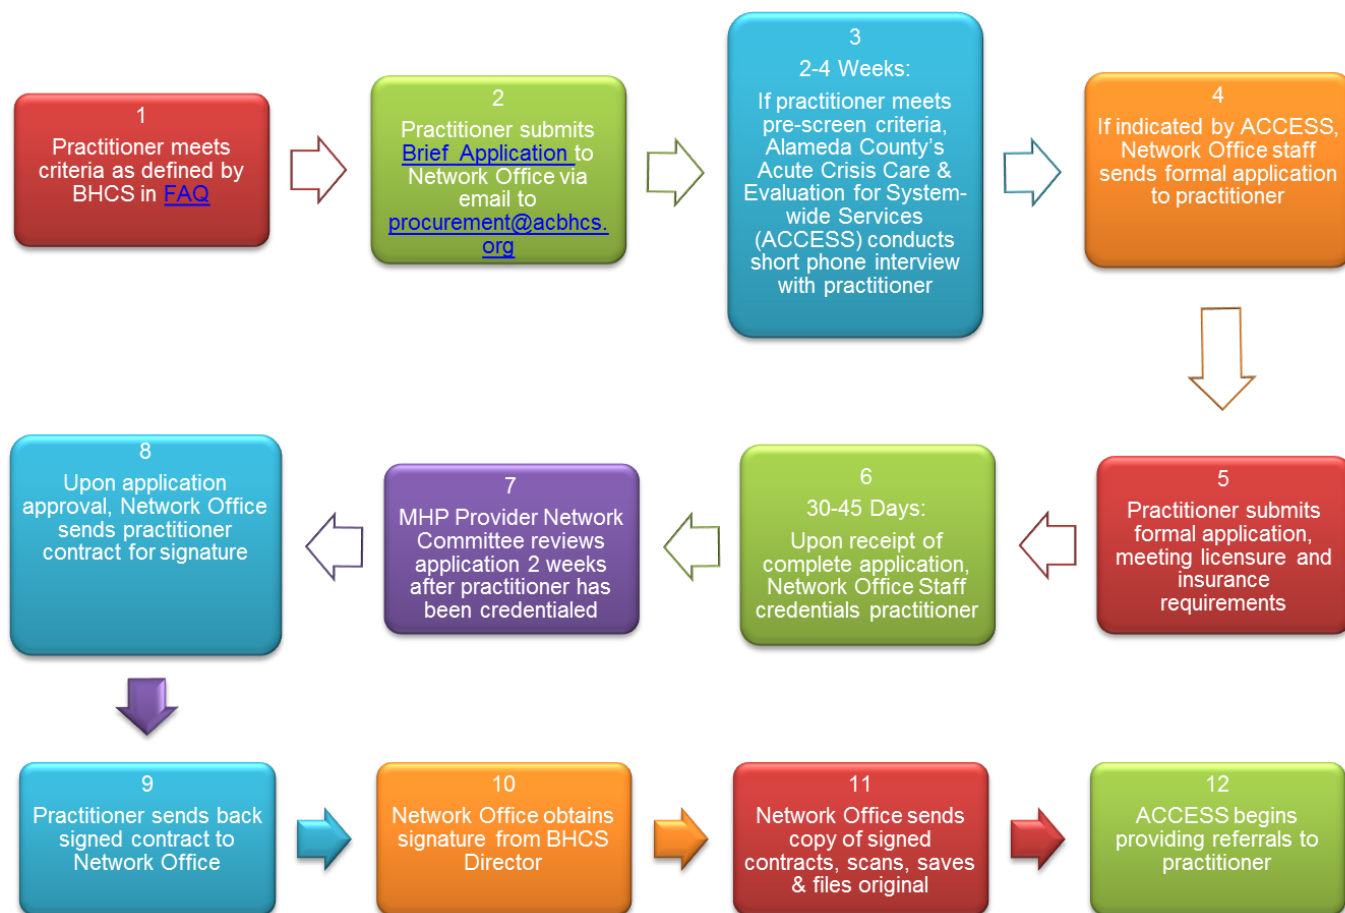 1
Practitioner meets
criteria as defined by
BHCS in FAQ
2
Practitioner submits
Brief Application to
Network Office via
email to
procurement@acbhcs.
org
3
2-4 Weeks:
If practitioner meets
pre-screen criteria,
Alameda County's
Acute Crisis Care &
Evaluation for System-
wide Services
(ACCESS) conducts
short phone interview
with practitioner
4
If indicated by ACCESS,
Network Office staff
sends formal application
to practitioner
5
Practitioner submits
formal application,
meeting licensure and
insurance
requirements
6
30-45 Days:
Upon receipt of
complete application,
Network Office Staff
credentials practitioner
7
MHP Provider Network
Committee reviews
application 2 weeks
after practitioner has
been credentialed
8
Upon application
approval, Network Office
sends practitioner
contract for signature
9
Practitioner sends back
signed contract to
Network Office
10
Network Office obtains
signature from BHCS
Director
11
Network Office sends
copy of signed
contracts, scans, saves
& files original
12
ACCESS begins
providing referrals to
practitioner